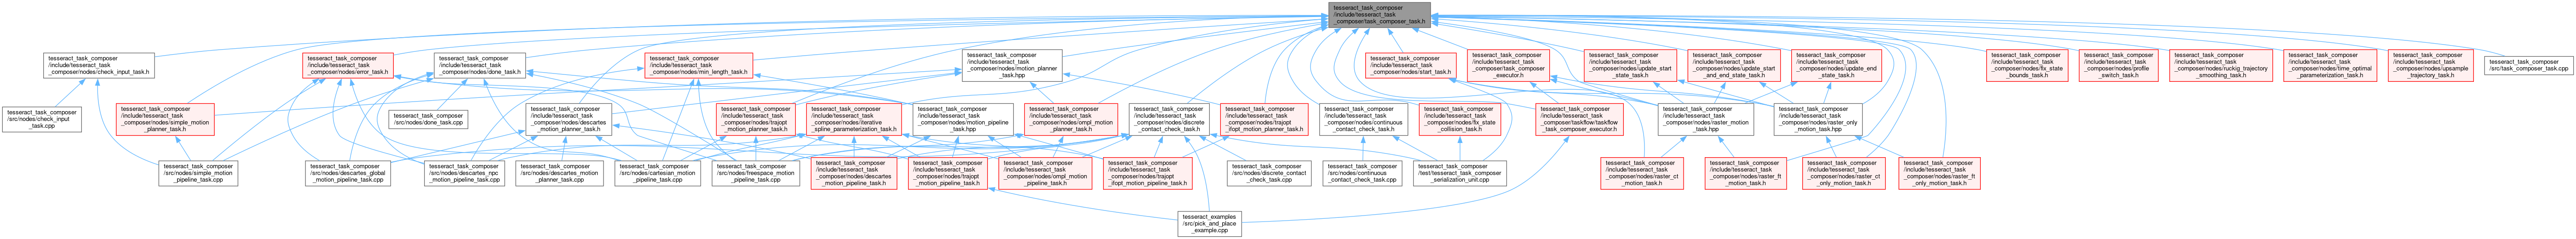 tesseract_task_composer
/include/tesseract_task
_composer/task_composer_task.h
tesseract_task_composer
/include/tesseract_task
_composer/nodes/check_input_task.h
tesseract_task_composer
/include/tesseract_task
_composer/nodes/error_task.h
tesseract_task_composer
/include/tesseract_task
_composer/nodes/done_task.h
tesseract_task_composer
/include/tesseract_task
_composer/nodes/min_length_task.h
tesseract_task_composer
/include/tesseract_task
_composer/nodes/motion_planner
_task.hpp
tesseract_task_composer
/include/tesseract_task
_composer/nodes/start_task.h
tesseract_task_composer
/include/tesseract_task
_composer/task_composer
_executor.h
tesseract_task_composer
/include/tesseract_task
_composer/nodes/update_start
_state_task.h
tesseract_task_composer
/include/tesseract_task
_composer/nodes/update_start
_and_end_state_task.h
tesseract_task_composer
/include/tesseract_task
_composer/nodes/update_end
_state_task.h
tesseract_task_composer
/include/tesseract_task
_composer/nodes/fix_state
_bounds_task.h
tesseract_task_composer
/include/tesseract_task
_composer/nodes/profile
_switch_task.h
tesseract_task_composer
/include/tesseract_task
_composer/nodes/ruckig_trajectory
_smoothing_task.h
tesseract_task_composer
/include/tesseract_task
_composer/nodes/time_optimal
_parameterization_task.h
tesseract_task_composer
/include/tesseract_task
_composer/nodes/upsample
_trajectory_task.h
tesseract_task_composer
/src/task_composer_task.cpp
tesseract_task_composer
/src/nodes/check_input
_task.cpp
tesseract_task_composer
/include/tesseract_task
_composer/nodes/simple_motion
_planner_task.h
tesseract_task_composer
/src/nodes/done_task.cpp
tesseract_task_composer
/include/tesseract_task
_composer/nodes/descartes
_motion_planner_task.h
tesseract_task_composer
/include/tesseract_task
_composer/nodes/trajopt
_motion_planner_task.h
tesseract_task_composer
/include/tesseract_task
_composer/nodes/iterative
_spline_parameterization_task.h
tesseract_task_composer
/include/tesseract_task
_composer/nodes/motion_pipeline
_task.hpp
tesseract_task_composer
/include/tesseract_task
_composer/nodes/ompl_motion
_planner_task.h
tesseract_task_composer
/include/tesseract_task
_composer/nodes/discrete
_contact_check_task.h
tesseract_task_composer
/include/tesseract_task
_composer/nodes/trajopt
_ifopt_motion_planner_task.h
tesseract_task_composer
/include/tesseract_task
_composer/nodes/continuous
_contact_check_task.h
tesseract_task_composer
/include/tesseract_task
_composer/nodes/fix_state
_collision_task.h
tesseract_task_composer
/include/tesseract_task
_composer/taskflow/taskflow
_task_composer_executor.h
tesseract_task_composer
/include/tesseract_task
_composer/nodes/raster_motion
_task.hpp
tesseract_task_composer
/include/tesseract_task
_composer/nodes/raster_only
_motion_task.hpp
tesseract_task_composer
/src/nodes/simple_motion
_pipeline_task.cpp
tesseract_task_composer
/src/nodes/descartes_global
_motion_pipeline_task.cpp
tesseract_task_composer
/src/nodes/descartes_npc
_motion_pipeline_task.cpp
tesseract_task_composer
/src/nodes/descartes_motion
_planner_task.cpp
tesseract_task_composer
/src/nodes/cartesian_motion
_pipeline_task.cpp
tesseract_task_composer
/src/nodes/freespace_motion
_pipeline_task.cpp
tesseract_task_composer
/include/tesseract_task
_composer/nodes/descartes
_motion_pipeline_task.h
tesseract_task_composer
/include/tesseract_task
_composer/nodes/trajopt
_motion_pipeline_task.h
tesseract_task_composer
/include/tesseract_task
_composer/nodes/ompl_motion
_pipeline_task.h
tesseract_task_composer
/include/tesseract_task
_composer/nodes/trajopt
_ifopt_motion_pipeline_task.h
tesseract_task_composer
/src/nodes/discrete_contact
_check_task.cpp
tesseract_task_composer
/src/nodes/continuous
_contact_check_task.cpp
tesseract_task_composer
/test/tesseract_task_composer
_serialization_unit.cpp
tesseract_task_composer
/include/tesseract_task
_composer/nodes/raster_ct
_motion_task.h
tesseract_task_composer
/include/tesseract_task
_composer/nodes/raster_ft
_motion_task.h
tesseract_task_composer
/include/tesseract_task
_composer/nodes/raster_ct
_only_motion_task.h
tesseract_task_composer
/include/tesseract_task
_composer/nodes/raster_ft
_only_motion_task.h
tesseract_examples
/src/pick_and_place
_example.cpp